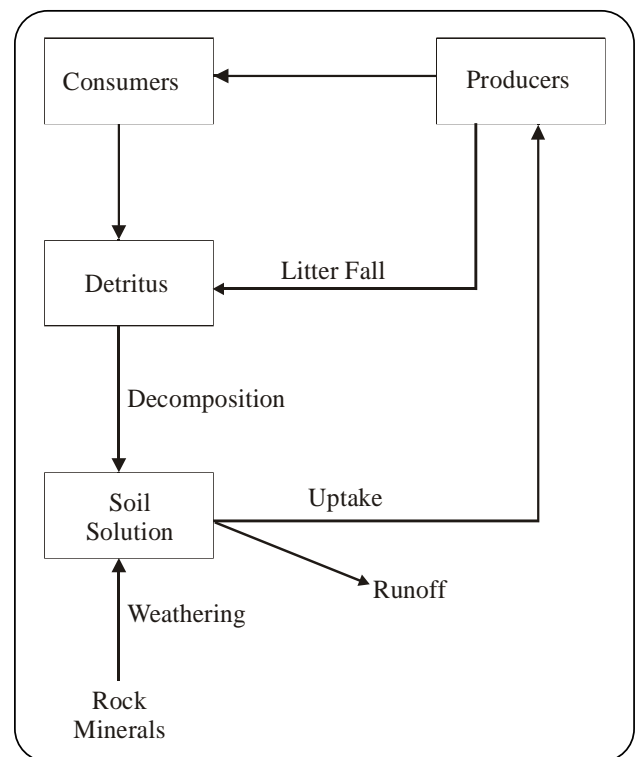 Consumers
Producers
Litter Fall
Detritus
Decomposition
Soil
Solution
Uptake
Runoff
Weathering
Rock
Minerals